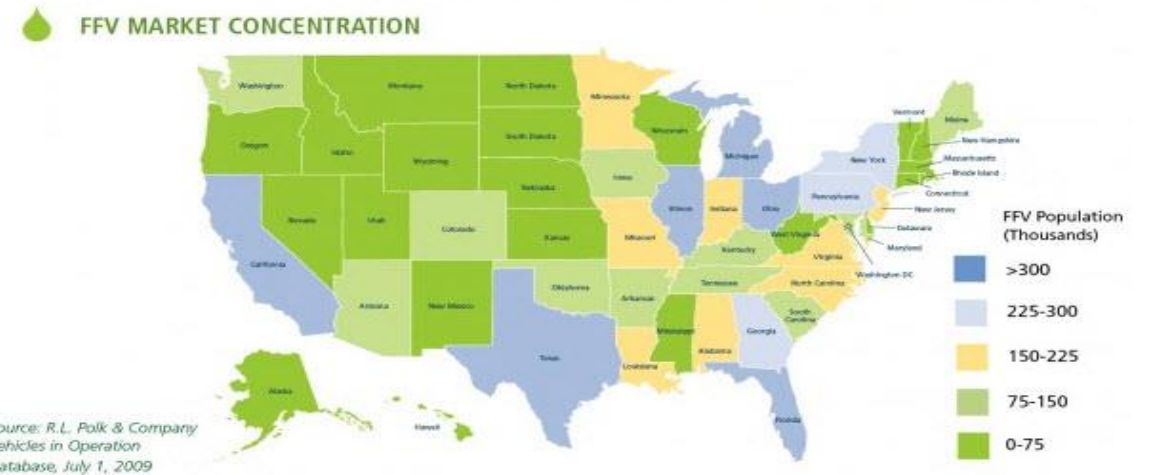 FFV MARKET CONCENTRATION
Washington
Montana
North Dakota
Minnesota
Vermont
Maine
Oregon
Idaho
South Dakota
Wisconsin
New Hampshire
Wyoming
Michigan
New York
Massachusetts
Rhode Island
Iowa
Nebraska
Pennsylvania
Connecticut
Nevada
Utah
Colorado
Illinois
Indiana
Ohio
New Jersey
California
Kansas
Missouri
West Virginia
Delaware
Kentucky
Virginia
Maryland
Washington DC
Arizona
New Mexico
Oklahoma
Arkansas
Tennessee
North Carolina
South
Carolina
Texas
Mississippi
Alabama
Georgia
Louisiana
Florida
Alaska
Hawaii
FFV Population
(Thousands)
>300
225-300
150-225
75-150
0-75
ource: R.L. Polk & Company
ehicles in Operation
atabase, July 1, 2009